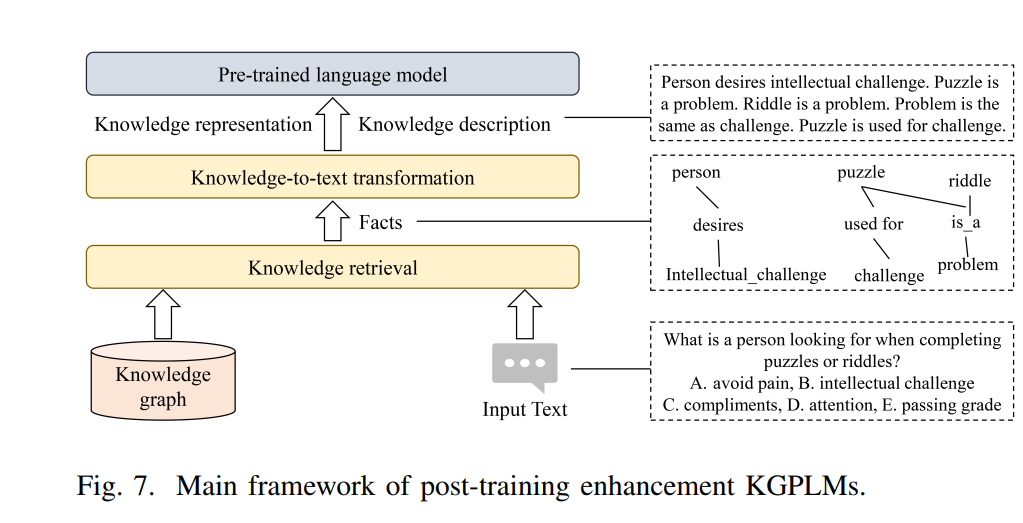 Pre-trained language model
Knowledge representation
Knowledge description
Knowledge-to-text transformation
Facts
Knowledge retrieval
Knowledge
graph
Input Text
Person desires intellectual challenge. Puzzle is
a problem. Riddle is a problem. Problem is the
same as challenge. Puzzle is used for challenge.
person
puzzle
riddle
desires
used for
is_a
Intellectual_challenge
challenge
problem
What is a person looking for when completing
puzzles or riddles?
A. avoid pain, B. intellectual challenge
C. compliments, D. attention, E. passing grade
Fig. 7. Main framework of post-training enhancement KGPLMs.